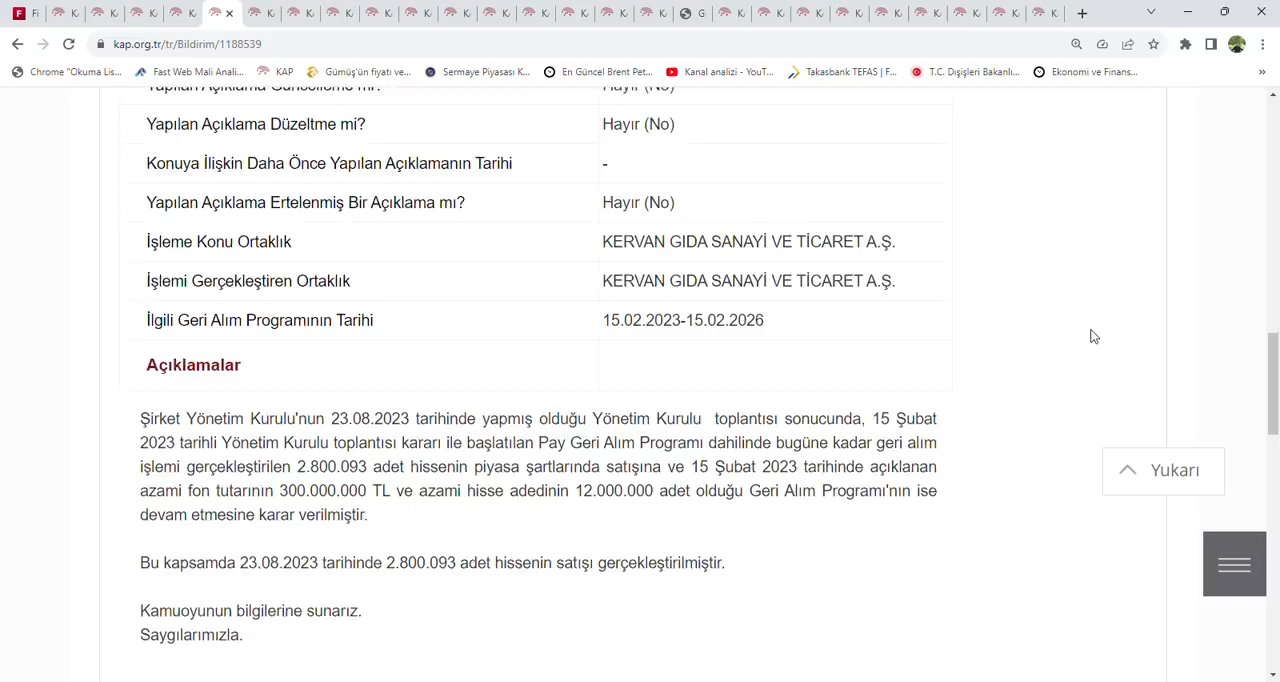 kap.org.tr/tr/Bildirim/1188539
Chrome "Okuma Lis... Fast Web Mali Anali... KAP Gümüş'ün fiyatı ve... Sermaye Piyasası K... En Güncel Brent Pet... Kanal analizi - YouT... Takasbank TEFAS | F... T.C. Dışişleri Bakanlı... Ekonomi ve Finans...
Yapılan Açıklama Güncelleme mi? Hayır (No)
Yapılan Açıklama Düzeltme mi? Hayır (No)
Konuya İlişkin Daha Önce Yapılan Açıklamanın Tarihi -
Yapılan Açıklama Ertelenmiş Bir Açıklama mı? Hayır (No)
İşleme Konu Ortaklık KERVAN GIDA SANAYİ VE TİCARET A.Ş.
İşlemi Gerçekleştiren Ortaklık KERVAN GIDA SANAYİ VE TİCARET A.Ş.
İlgili Geri Alım Programının Tarihi 15.02.2023-15.02.2026
Açıklamalar
Şirket Yönetim Kurulu'nun 23.08.2023 tarihinde yapmış olduğu Yönetim Kurulu toplantısı sonucunda, 15 Şubat
2023 tarihli Yönetim Kurulu toplantısı kararı ile başlatılan Pay Geri Alım Programı dahilinde bugüne kadar geri alım
işlemi gerçekleştirilen 2.800.093 adet hissenin piyasa şartlarında satışına ve 15 Şubat 2023 tarihinde açıklanan
azami fon tutarının 300.000.000 TL ve azami hisse adedinin 12.000.000 adet olduğu Geri Alım Programı'nın ise
devam etmesine karar verilmiştir.
Bu kapsamda 23.08.2023 tarihinde 2.800.093 adet hissenin satışı gerçekleştirilmiştir.
Kamuoyunun bilgilerine sunarız.
Saygılarımızla.
Yukarı